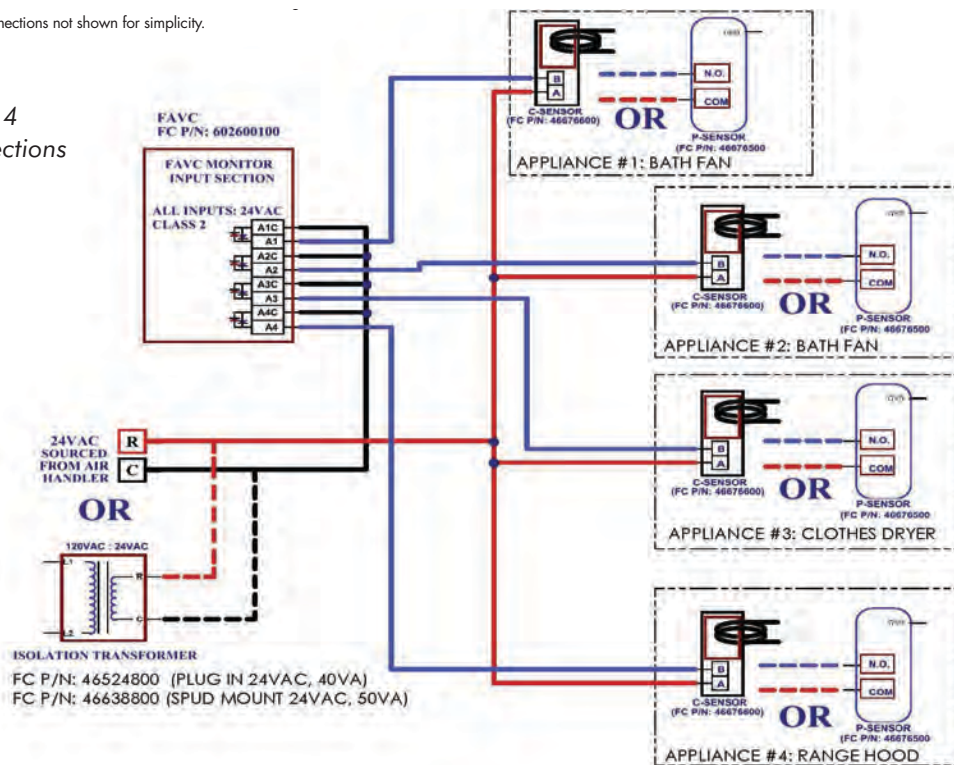 nections not shown for simplicity.
4
ections
FAVC
FC P/N: 602600100
FAVC MONITOR
INPUT SECTION
ALL INPUTS: 24VAC
CLASS 2
A1C
A1
A2C
A2
A3C
A3
A4C
A4
24VAC
SOURCED
FROM AIR
HANDLER
R
C
OR
120VAC : 24VAC
L1
L2
R
C
ISOLATION TRANSFORMER
FC P/N: 46524800 (PLUG IN 24VAC, 40VA)
FC P/N: 46638800 (SPUD MOUNT 24VAC, 50VA)
B
A
C-SENSOR
(FC P/N: 46676600)
OR
N.O.
COM
P-SENSOR
(FC P/N: 46676500
APPLIANCE #1: BATH FAN
B
A
C-SENSOR
(FC P/N: 46676600)
OR
N.O.
COM
P-SENSOR
(FC P/N: 46676500
APPLIANCE #2: BATH FAN
B
A
C-SENSOR
(FC P/N: 46676600)
OR
N.O.
COM
P-SENSOR
(FC P/N: 46676500
APPLIANCE #3: CLOTHES DRYER
B
A
C-SENSOR
(FC P/N: 46676600)
OR
N.O.
COM
P-SENSOR
(FC P/N: 46676500
APPLIANCE #4: RANGE HOOD